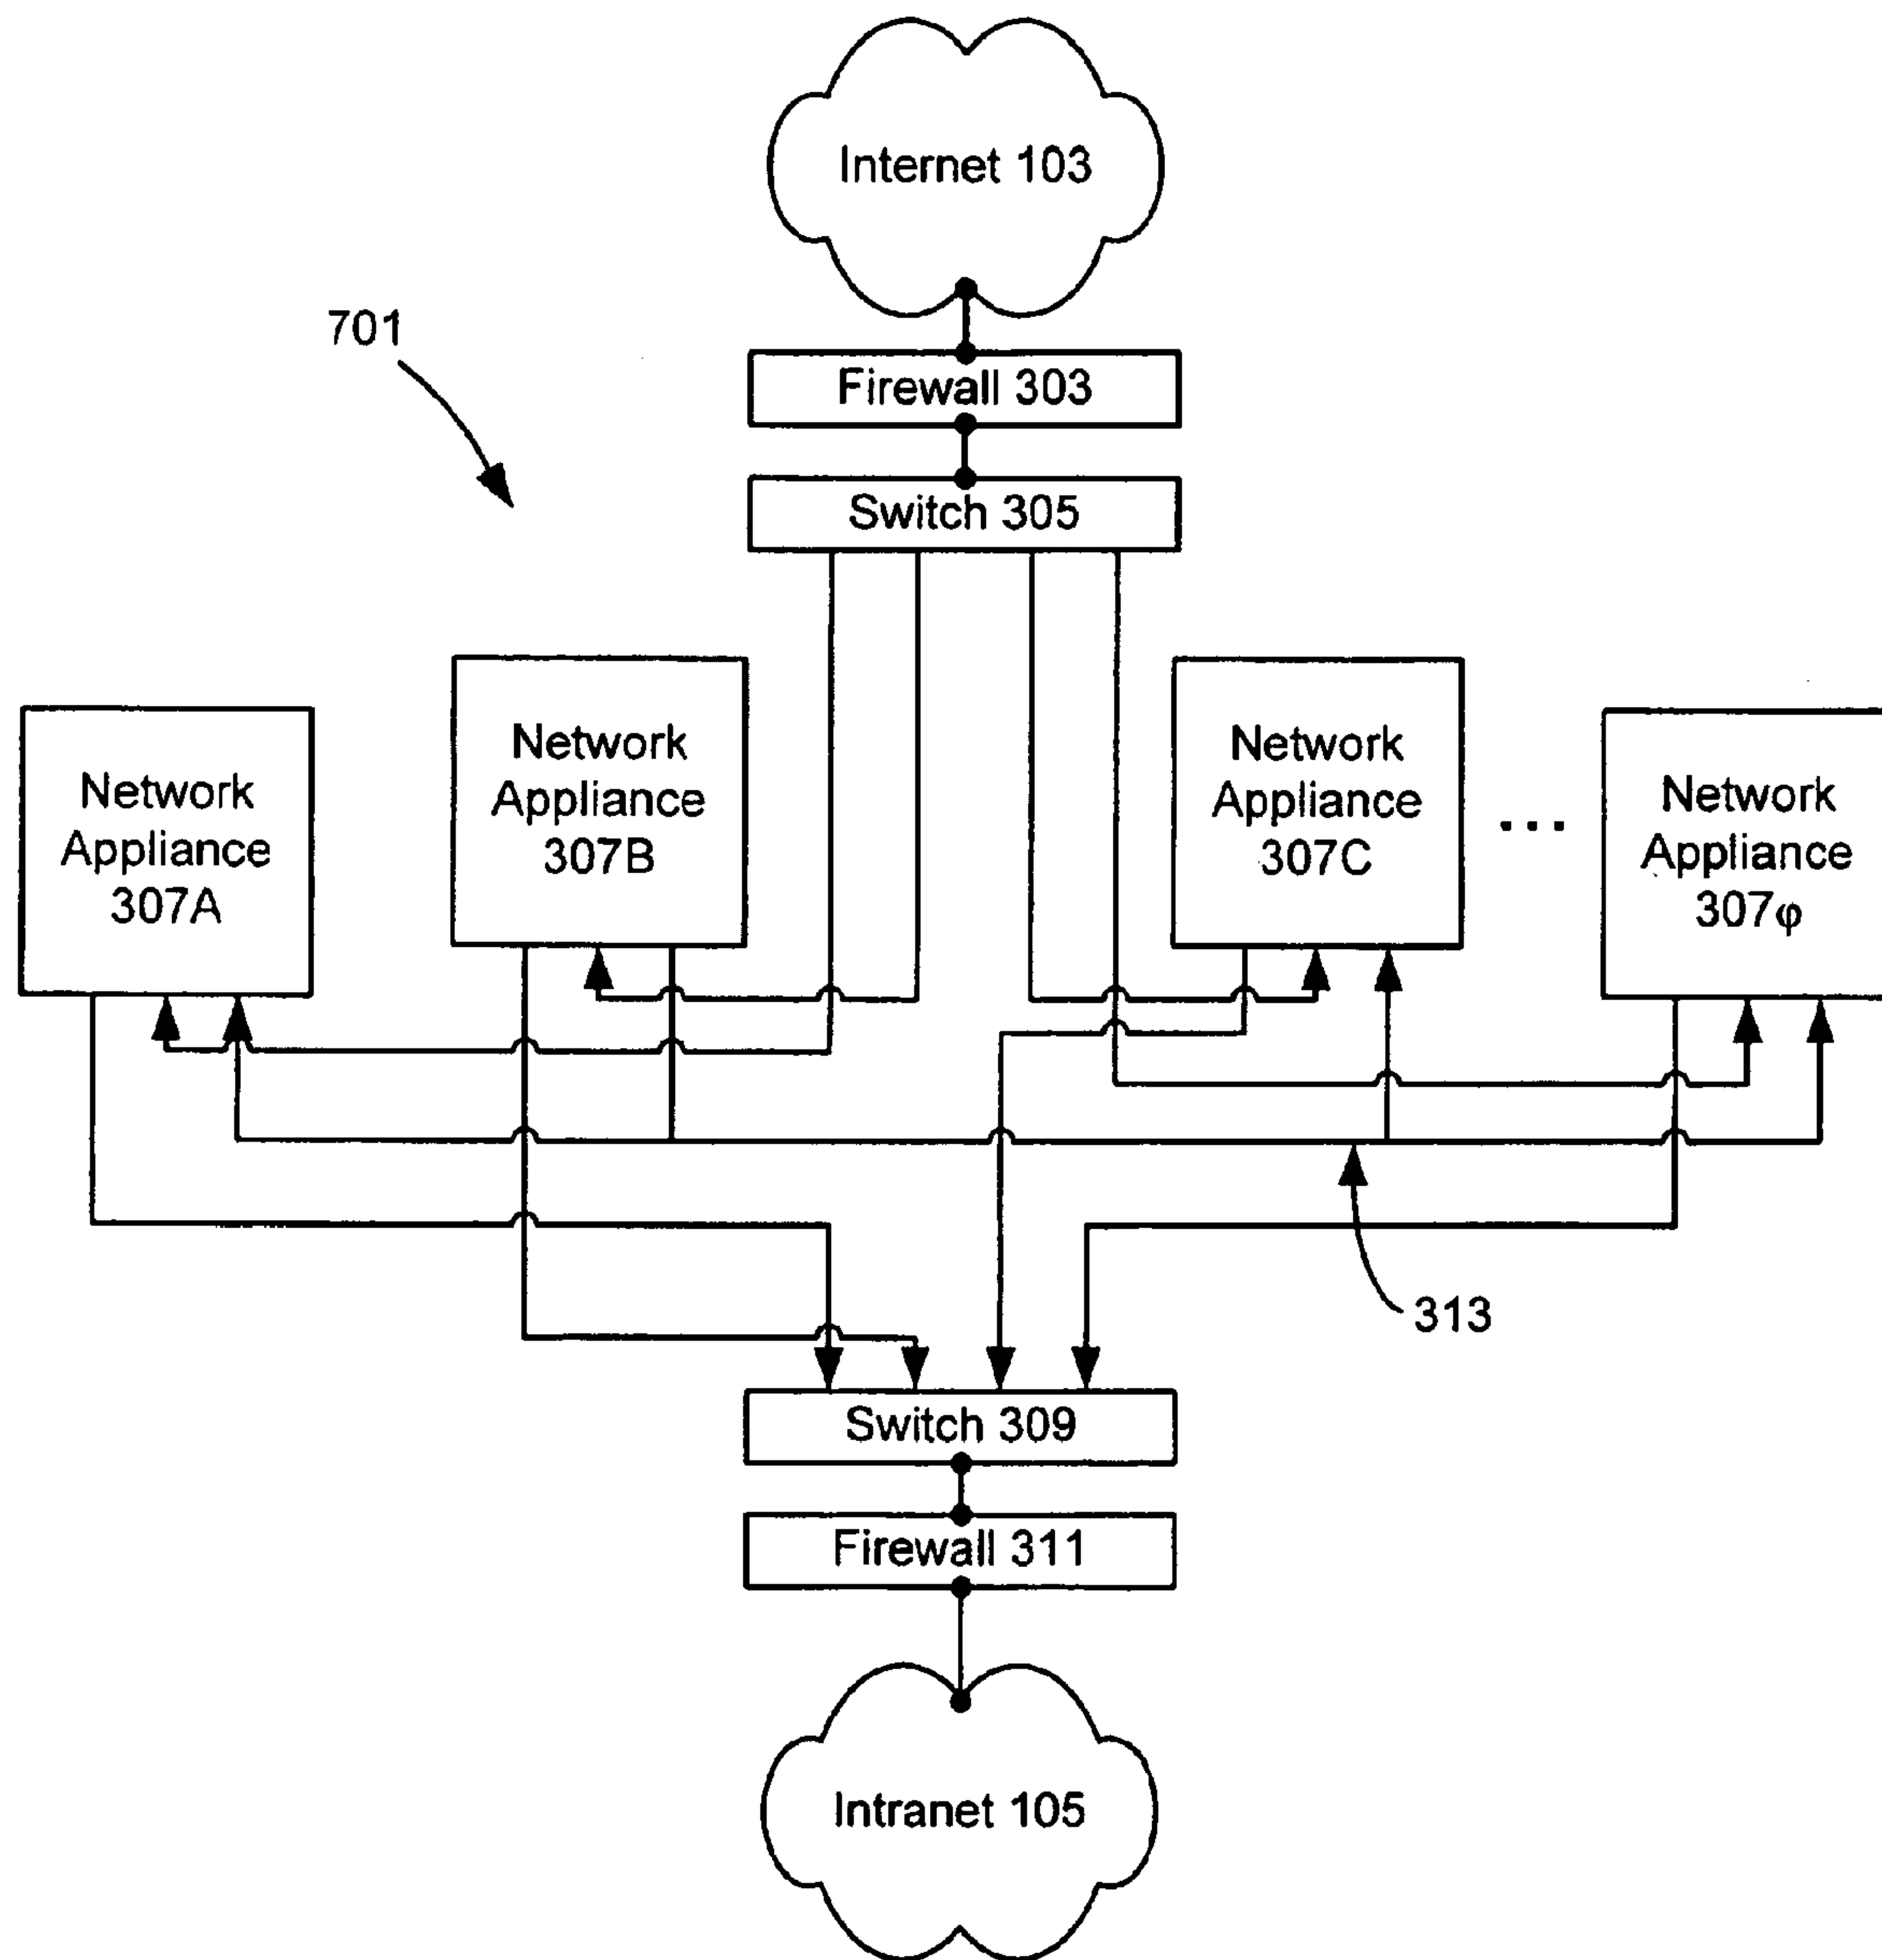 Internet 103
701
Firewall 303
Switch 305
Network
Appliance
307A
Network
Appliance
307B
Network
Appliance
307C
...
Network
Appliance
307φ
313
Switch 309
Firewall 311
Intranet 105